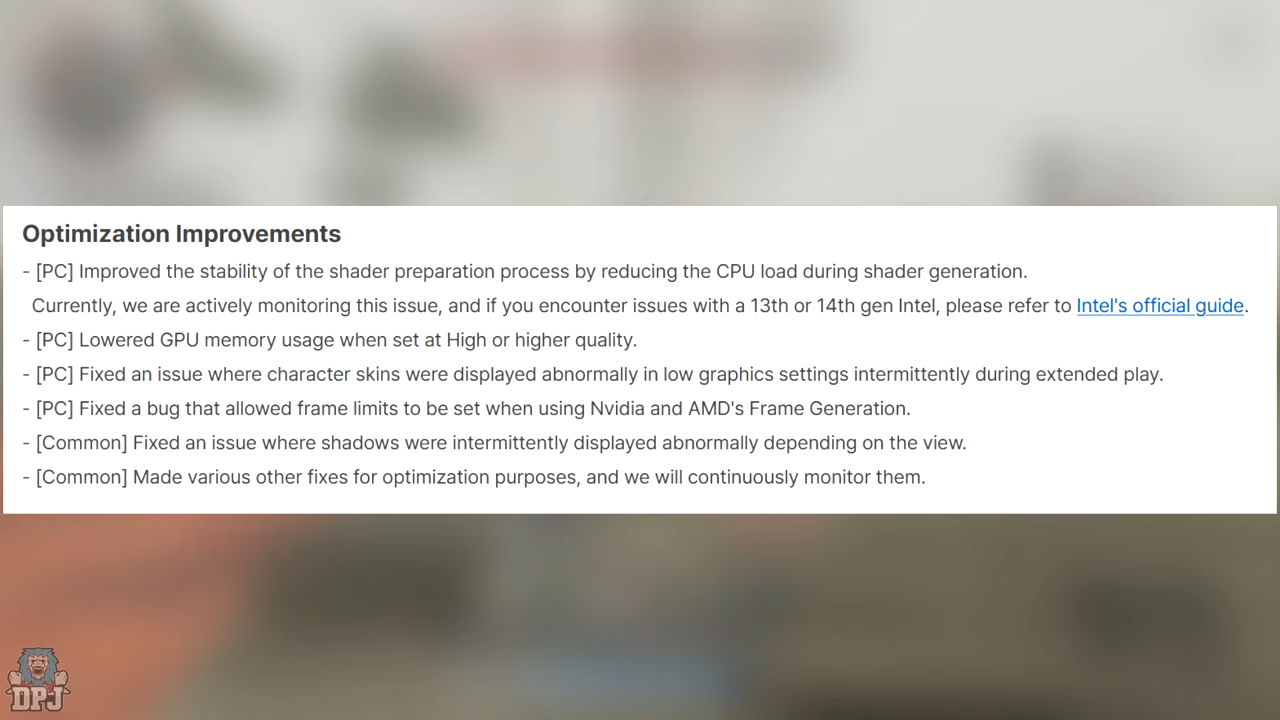 Optimization Improvements
- [PC] Improved the stability of the shader preparation process by reducing the CPU load during shader generation.
Currently, we are actively monitoring this issue, and if you encounter issues with a 13th or 14th gen Intel, please refer to Intel's official guide.
- [PC] Lowered GPU memory usage when set at High or higher quality.
- [PC] Fixed an issue where character skins were displayed abnormally in low graphics settings intermittently during extended play.
- [PC] Fixed a bug that allowed frame limits to be set when using Nvidia and AMD's Frame Generation.
- [Common] Fixed an issue where shadows were intermittently displayed abnormally depending on the view.
- [Common] Made various other fixes for optimization purposes, and we will continuously monitor them.
DPJ